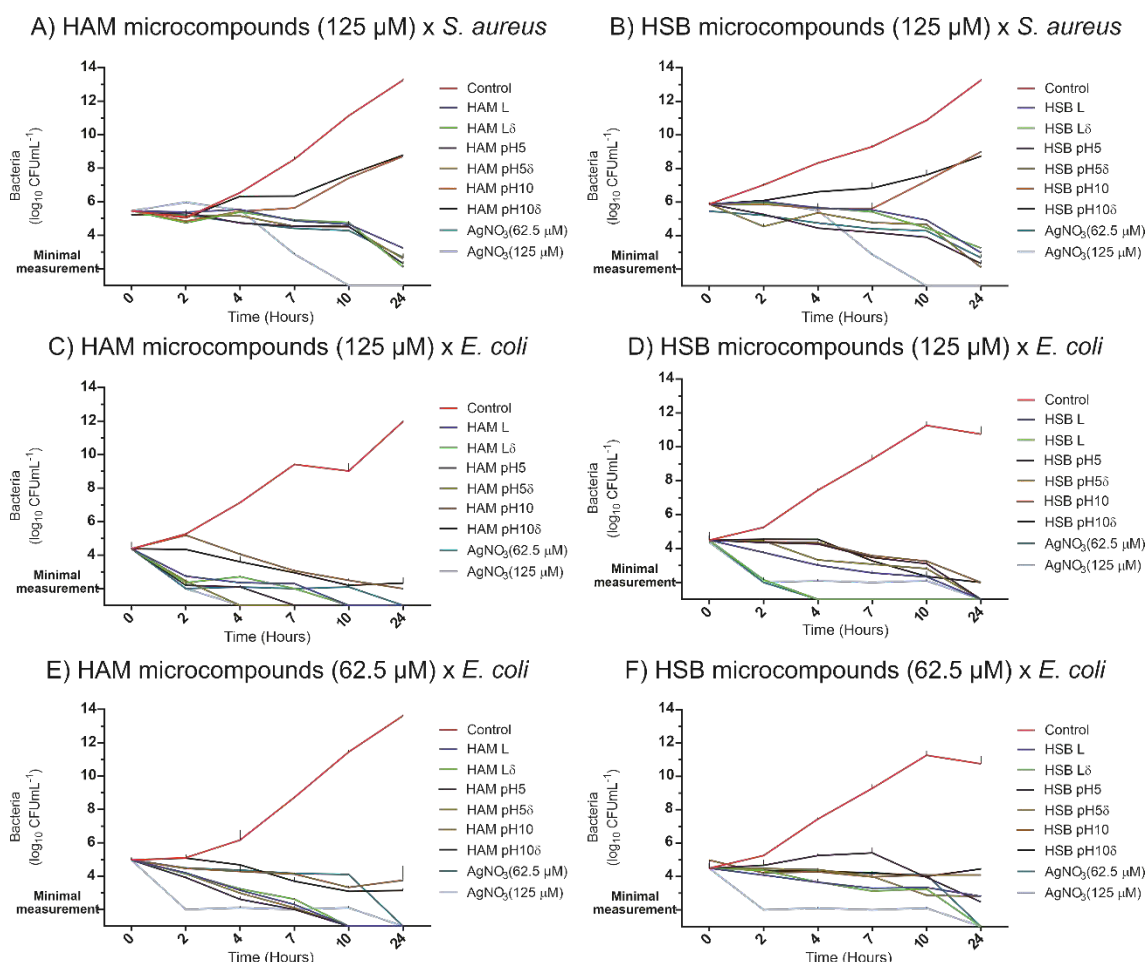 A) HAM microcompounds (125 µM) x S. aureus
Bacteria
(log₁₀ CFUmL⁻¹)
14
12
10
8
6
4
Minimal
measurement
0
2
4
7
10
24
Time (Hours)
Control
HAM L
HAM Lδ
HAM pH5
HAM pH5δ
HAM pH10
HAM pH10δ
AgNO₃(62.5 µM)
AgNO₃(125 µM)
B) HSB microcompounds (125 µM) x S. aureus
Bacteria
(log₁₀ CFUmL⁻¹)
14
12
10
8
6
4
Minimal
measurement
0
2
4
7
10
24
Time (Hours)
Control
HSB L
HSB Lδ
HSB pH5
HSB pH5δ
HSB pH10
HSB pH10δ
AgNO₃(62.5 µM)
AgNO₃(125 µM)
C) HAM microcompounds (125 µM) x E. coli
Bacteria
(log₁₀ CFUmL⁻¹)
14
12
10
8
6
4
Minimal
measurement
0
2
4
7
10
24
Time (Hours)
Control
HAM L
HAM Lδ
HAM pH5
HAM pH5δ
HAM pH10
HAM pH10δ
AgNO₃(62.5 µM)
AgNO₃(125 µM)
D) HSB microcompounds (125 µM) x E. coli
Bacteria
(log₁₀ CFUmL⁻¹)
14
12
10
8
6
4
Minimal
measurement
0
2
4
7
10
24
Time (Hours)
Control
HSB L
HSB L
HSB pH5
HSB pH5δ
HSB pH10
HSB pH10δ
AgNO₃(62.5 µM)
AgNO₃(125 µM)
E) HAM microcompounds (62.5 µM) x E. coli
Bacteria
(log₁₀ CFUmL⁻¹)
14
12
10
8
6
4
Minimal
measurement
0
2
4
7
10
24
Time (Hours)
Control
HAM L
HAM Lδ
HAM pH5
HAM pH5δ
HAM pH10
HAM pH10δ
AgNO₃(62.5 µM)
AgNO₃(125 µM)
F) HSB microcompounds (62.5 µM) x E. coli
Bacteria
(log₁₀ CFUmL⁻¹)
14
12
10
8
6
4
Minimal
measurement
0
2
4
7
10
24
Time (Hours)
Control
HSB L
HSB Lδ
HSB pH5
HSB pH5δ
HSB pH10
HSB pH10δ
AgNO₃(62.5 µM)
AgNO₃(125 µM)